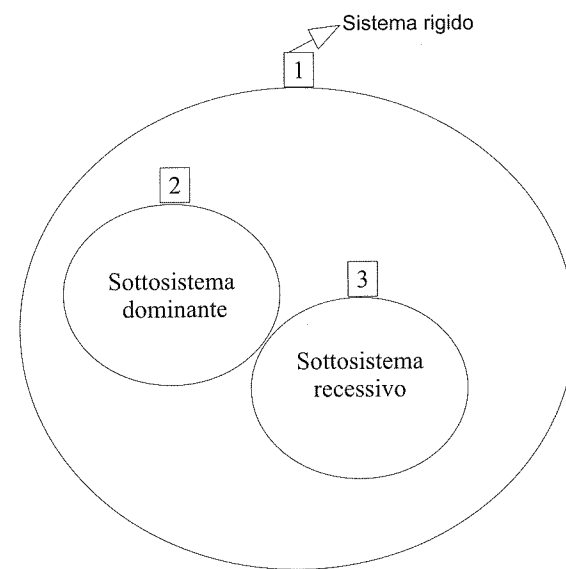 Sistema rigido
1
2
Sottosistema
dominante
3
Sottosistema
recessivo